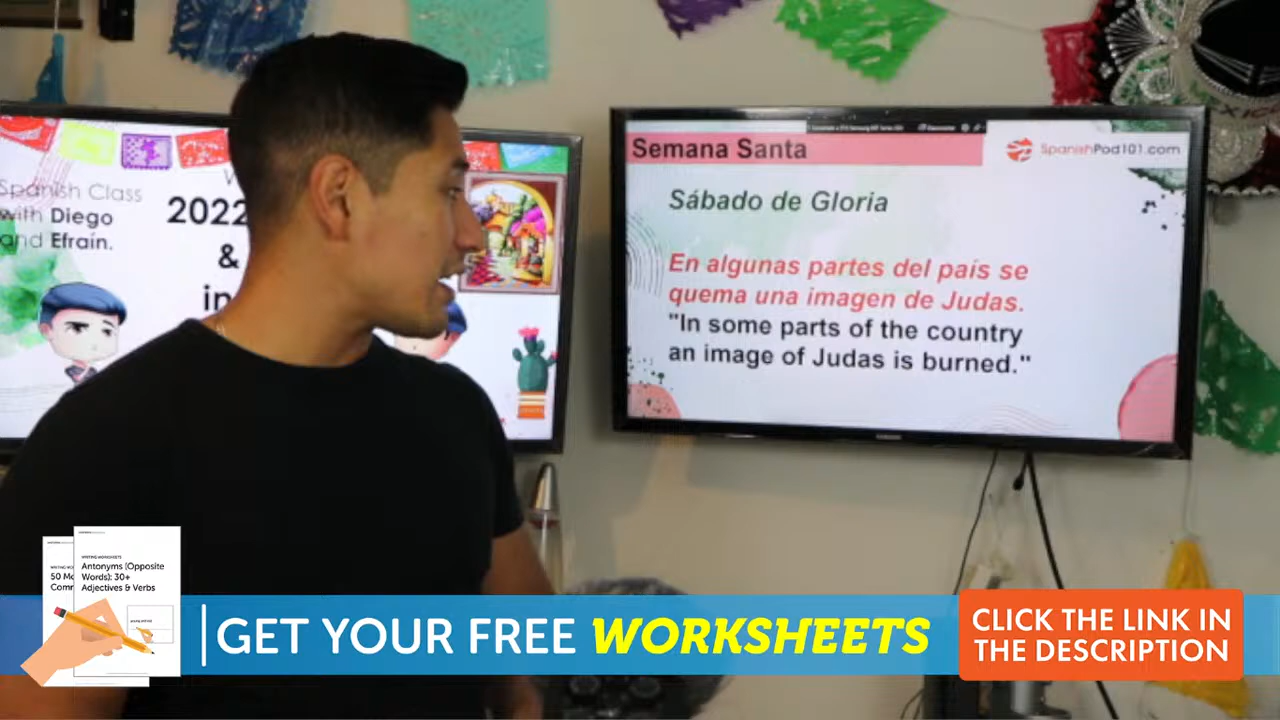 Spanish Class
with Diego
and Efraín.
2022
&
in
Semana Santa
SpanishPod101.com
Sábado de Gloria
En algunas partes del país se
quema una imagen de Judas.
"In some parts of the country
an image of Judas is burned."
WRITING WORKSHEETS
Antonyms (Opposite
Words): 30+
Adjectives & Verbs
GET YOUR FREE WORKSHEETS
CLICK THE LINK IN
THE DESCRIPTION